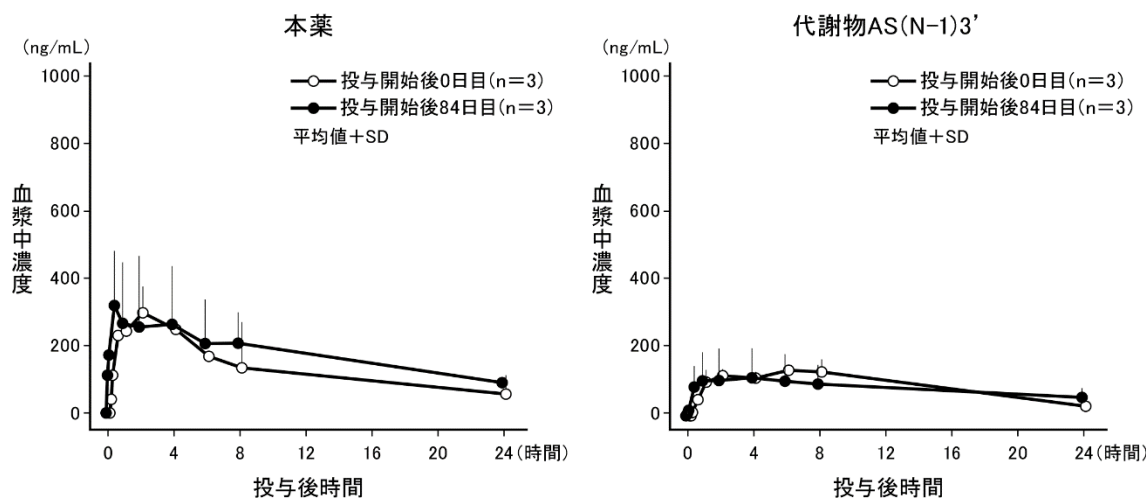 本薬
(ng/mL)
1000
800
600
400
200
0
血漿中濃度
投与開始後0日目(n=3)
投与開始後84日目(n=3)
平均値+SD
0 4 8 12 16 20 24(時間)
投与後時間
代謝物AS(N-1)3'
(ng/mL)
1000
800
600
400
200
0
血漿中濃度
投与開始後0日目(n=3)
投与開始後84日目(n=3)
平均値+SD
0 4 8 12 16 20 24(時間)
投与後時間